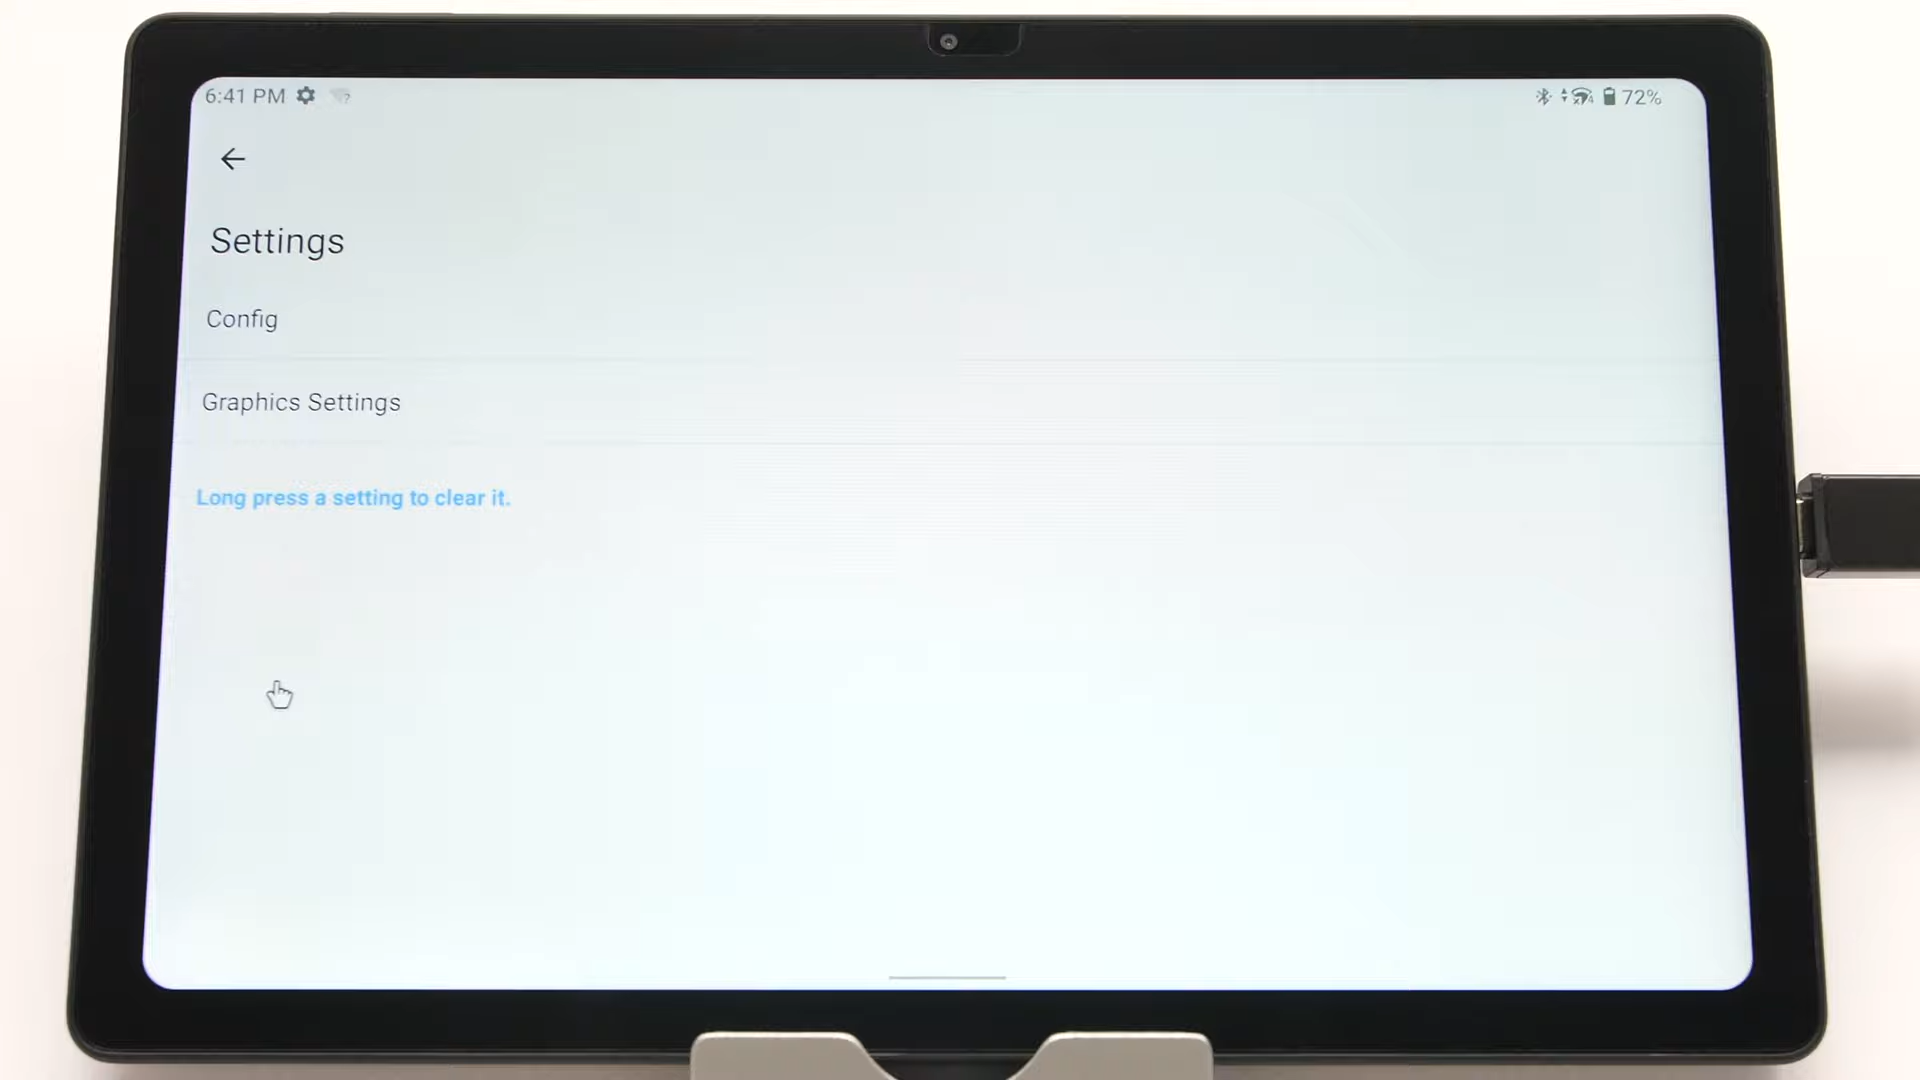 6:41 PM
72%
Settings
Config
Graphics Settings
Long press a setting to clear it.